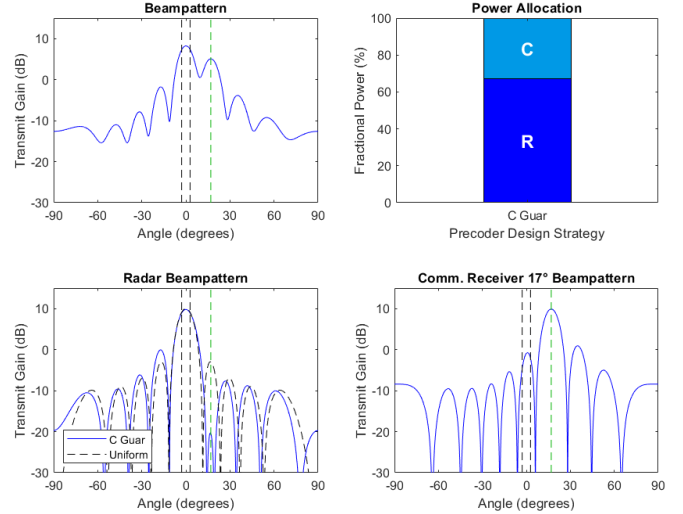 Beampattern
Transmit Gain (dB)
10
0
-10
-20
-30
-90 -60 -30 0 30 60 90
Angle (degrees)
Power Allocation
Fractional Power (%)
100
80
60
40
20
0
C
R
C Guar
Precoder Design Strategy
Radar Beampattern
Transmit Gain (dB)
10
0
-10
-20
-30
C Guar
Uniform
-90 -60 -30 0 30 60 90
Angle (degrees)
Comm. Receiver 17° Beampattern
Transmit Gain (dB)
10
0
-10
-20
-30
-90 -60 -30 0 30 60 90
Angle (degrees)